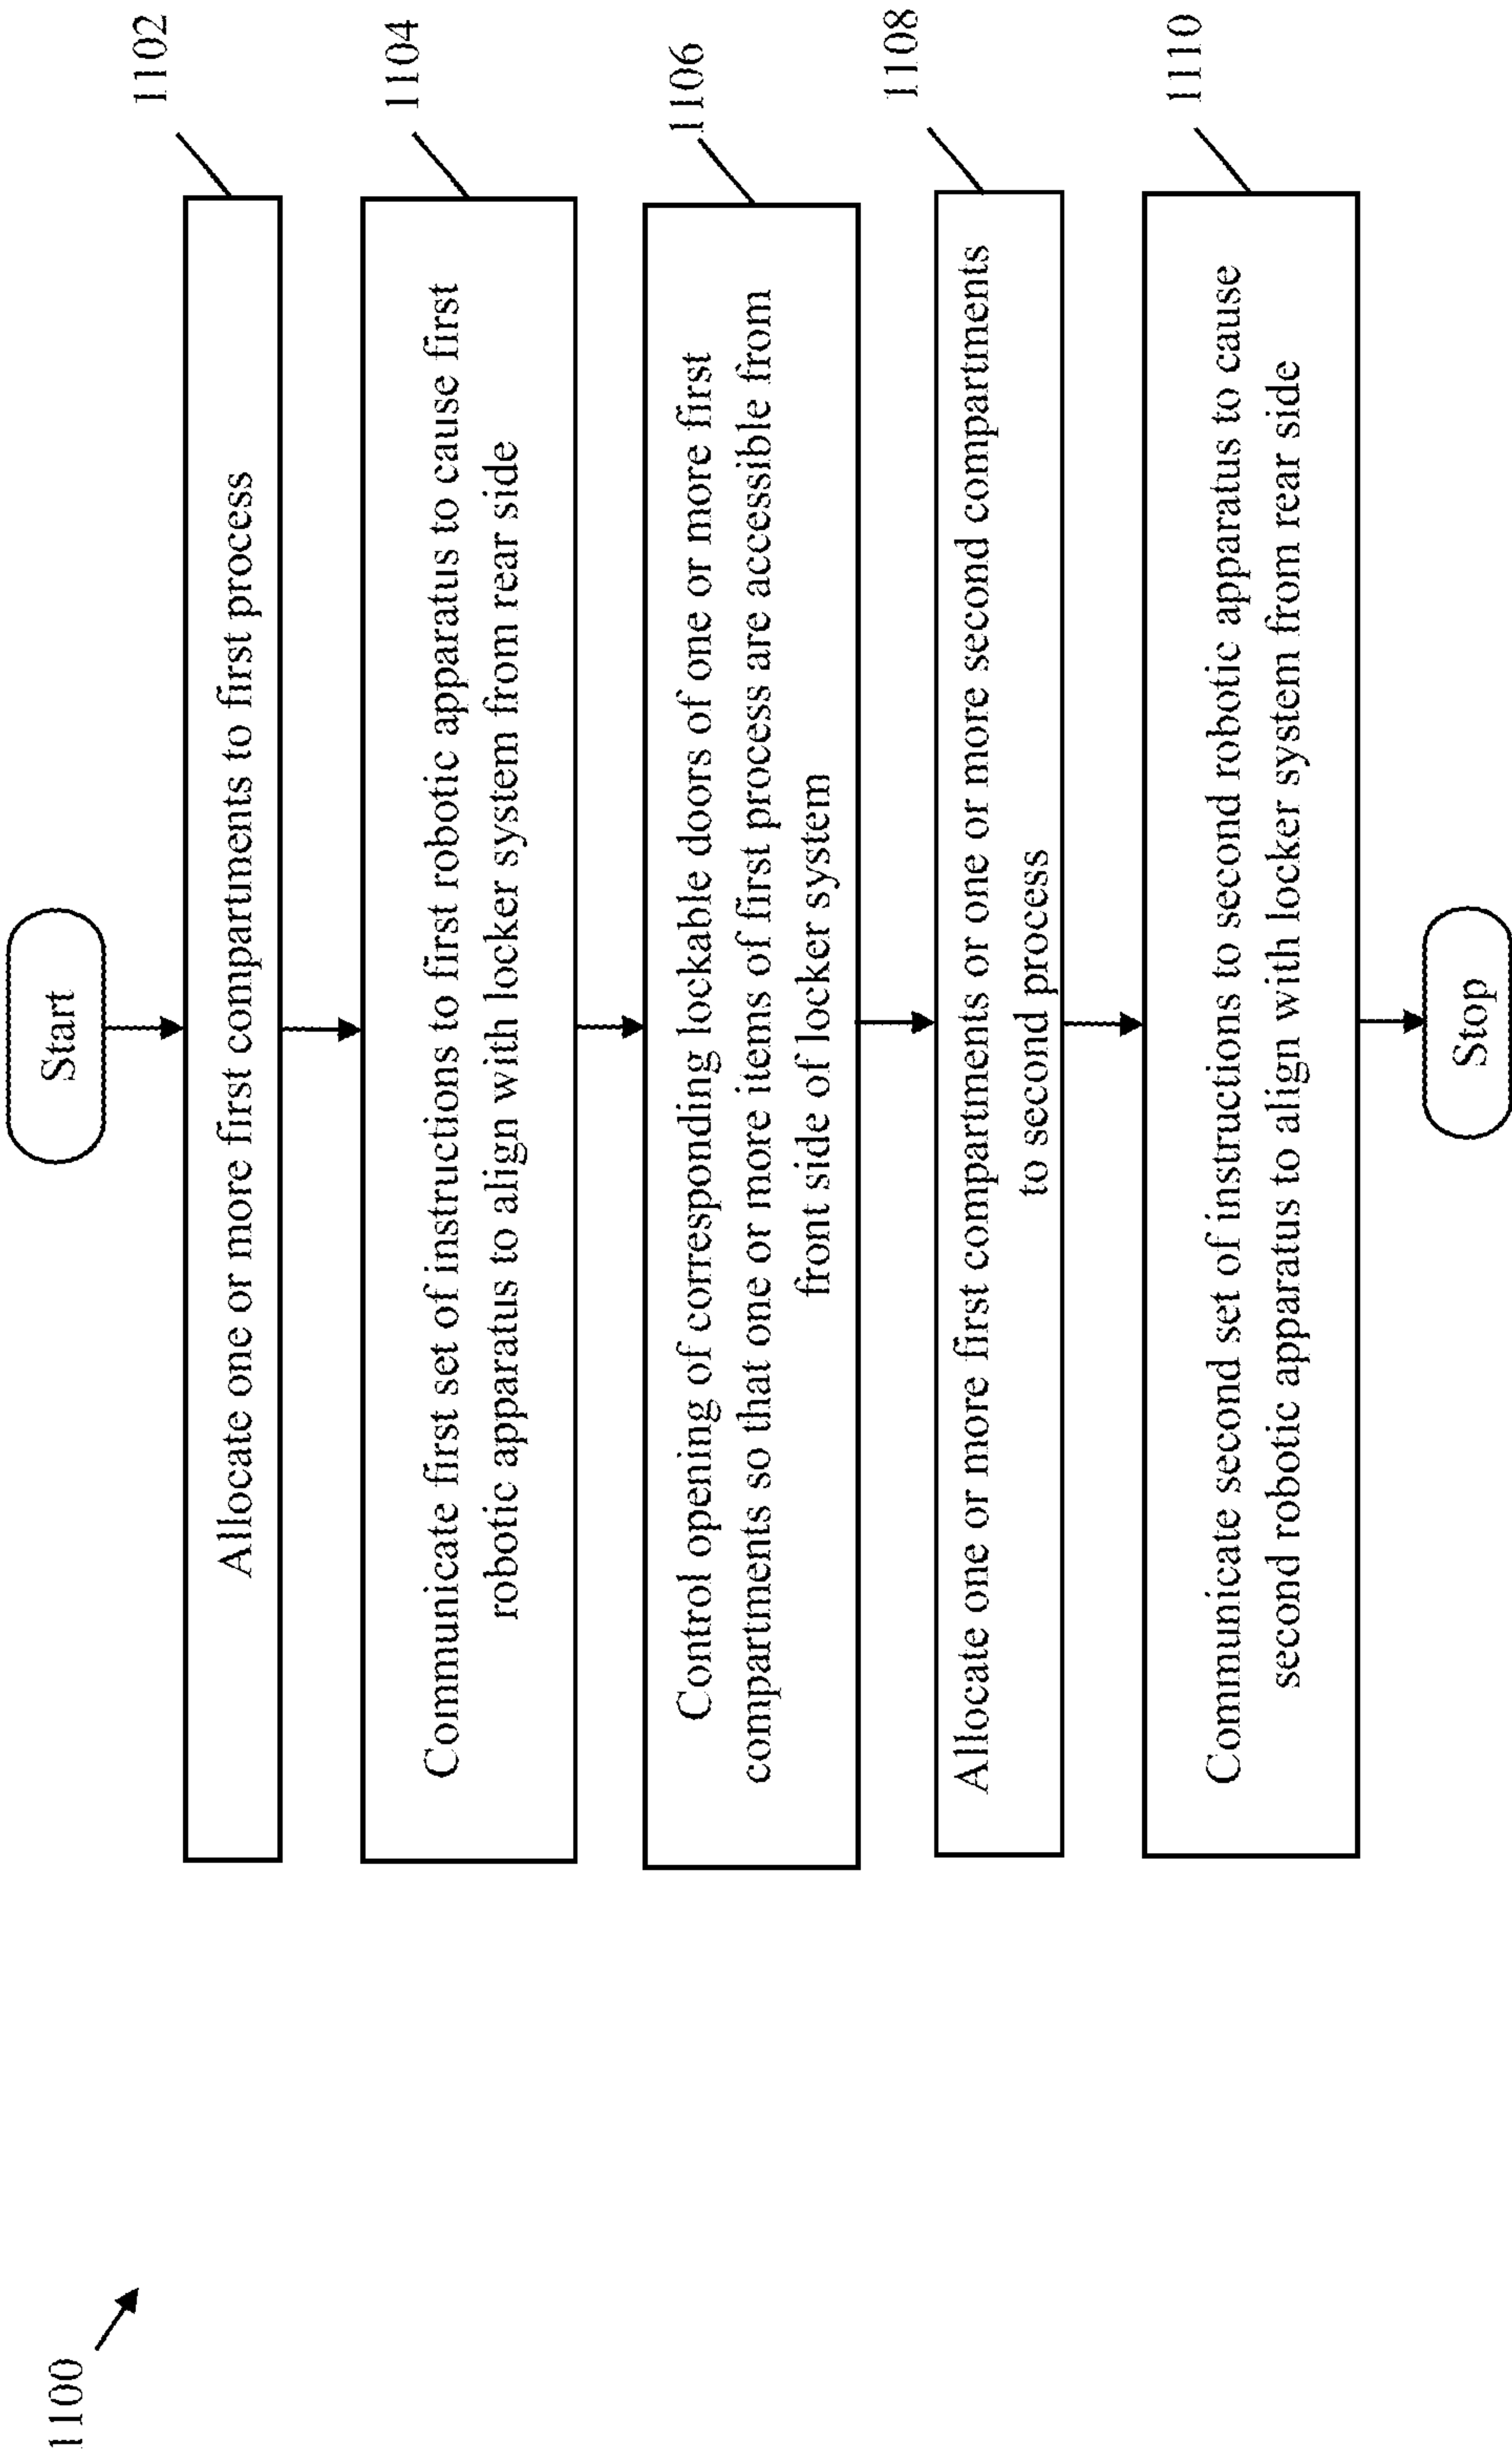 1100
Start
1102
Allocate one or more first compartments to first process
1104
Communicate first set of instructions to first robotic apparatus to cause first
robotic apparatus to align with locker system from rear side
1106
Control opening of corresponding lockable doors of one or more first
compartments so that one or more items of first process are accessible from
front side of locker system
1108
Allocate one or more first compartments or one or more second compartments
to second process
1110
Communicate second set of instructions to second robotic apparatus to cause
second robotic apparatus to align with locker system from rear side
Stop